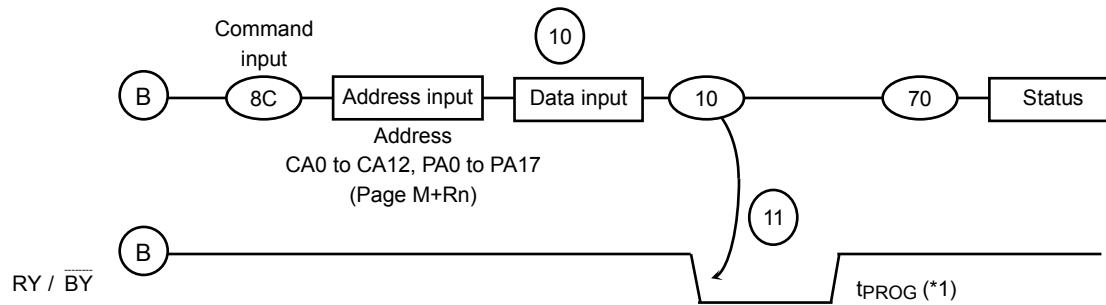 Command
input
10
B
8C
Address input
Data input
10
70
Status
Address
CA0 to CA12, PA0 to PA17
(Page M+Rn)
11
B
RY / BY
tPROG (*1)